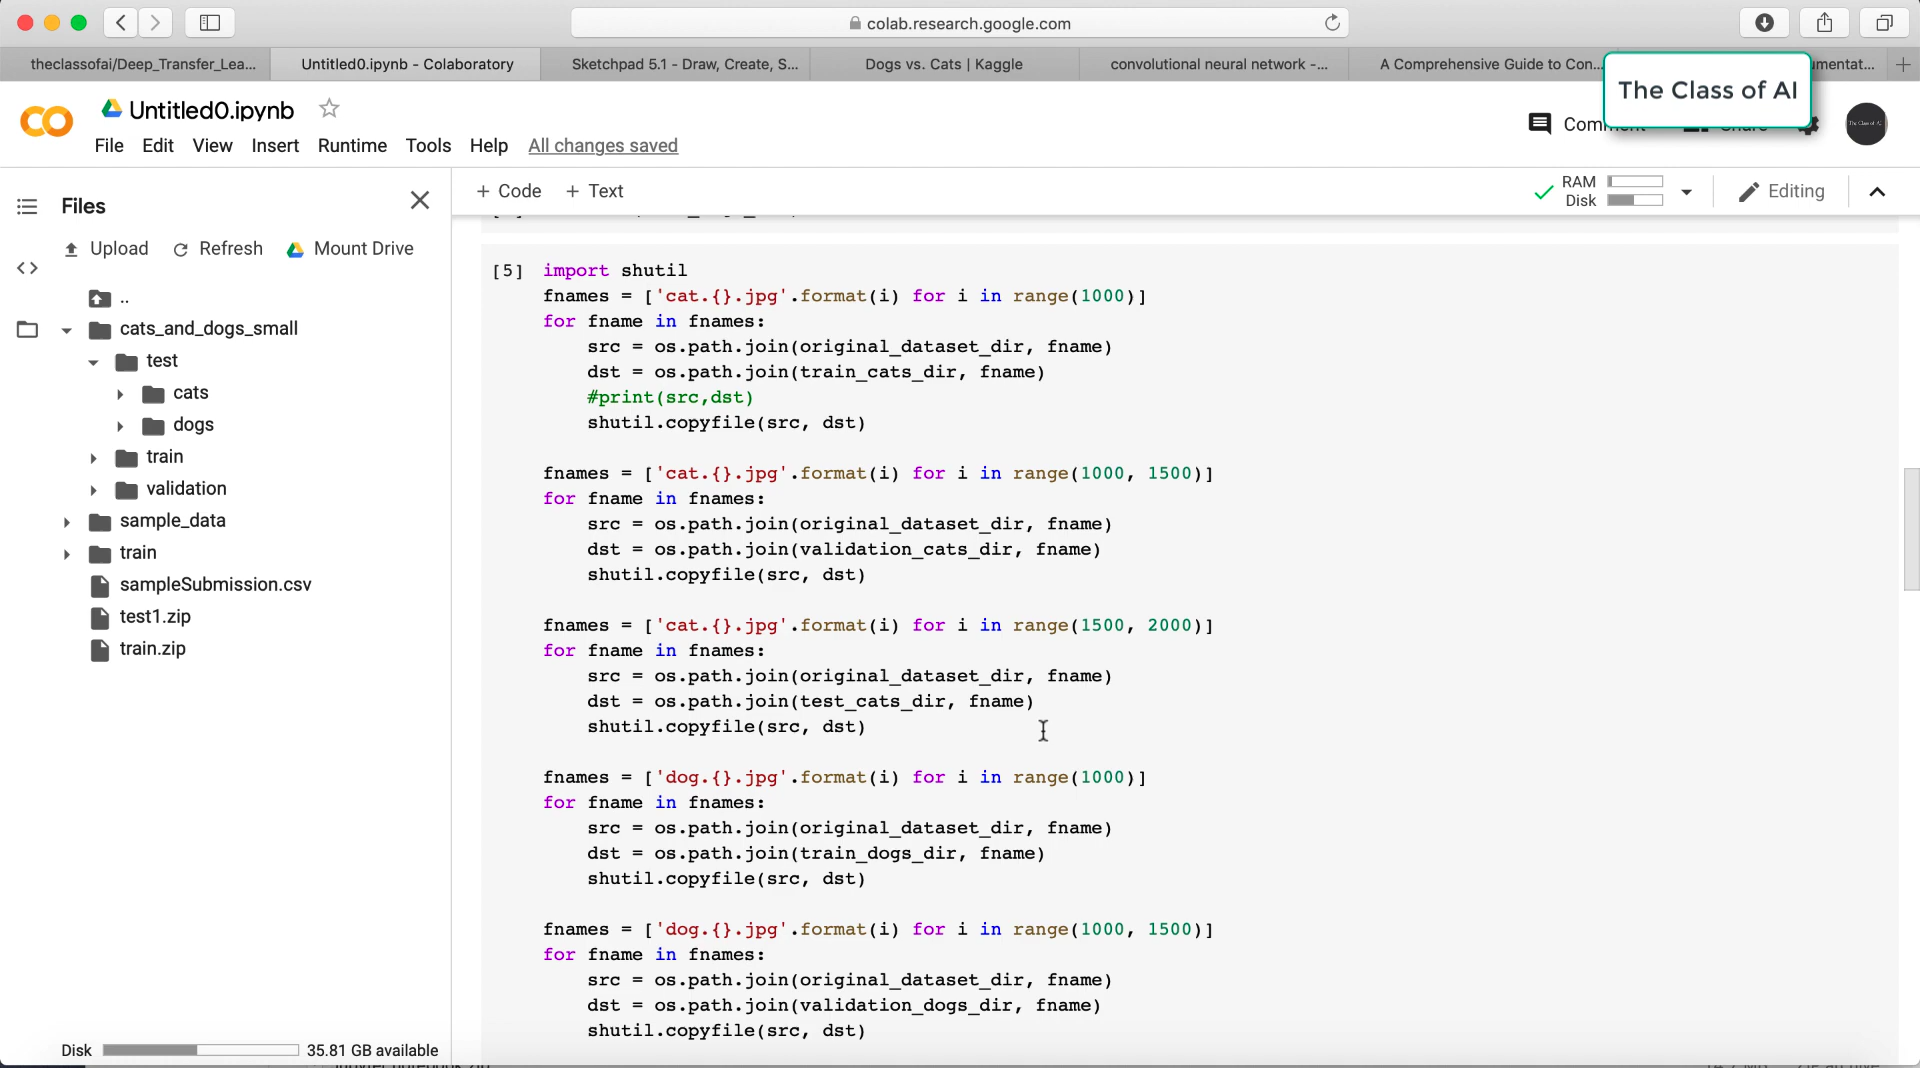 colab.research.google.com
theclassofai/Deep_Transfer_Lea...
Untitled0.ipynb - Colaboratory
Sketchpad 5.1 - Draw, Create, S...
Dogs vs. Cats | Kaggle
convolutional neural network -...
A Comprehensive Guide to Con...
The Class of AI
Untitled0.ipynb
File Edit View Insert Runtime Tools Help All changes saved
Files
Upload Refresh Mount Drive
..
cats_and_dogs_small
test
cats
dogs
train
validation
sample_data
train
sampleSubmission.csv
test1.zip
train.zip
Disk 35.81 GB available
+ Code + Text
RAM
Disk
Editing
[5] import shutil
fnames = ['cat.{}.jpg'.format(i) for i in range(1000)]
for fname in fnames:
    src = os.path.join(original_dataset_dir, fname)
    dst = os.path.join(train_cats_dir, fname)
    #print(src,dst)
    shutil.copyfile(src, dst)
fnames = ['cat.{}.jpg'.format(i) for i in range(1000, 1500)]
for fname in fnames:
    src = os.path.join(original_dataset_dir, fname)
    dst = os.path.join(validation_cats_dir, fname)
    shutil.copyfile(src, dst)
fnames = ['cat.{}.jpg'.format(i) for i in range(1500, 2000)]
for fname in fnames:
    src = os.path.join(original_dataset_dir, fname)
    dst = os.path.join(test_cats_dir, fname)
    shutil.copyfile(src, dst)
fnames = ['dog.{}.jpg'.format(i) for i in range(1000)]
for fname in fnames:
    src = os.path.join(original_dataset_dir, fname)
    dst = os.path.join(train_dogs_dir, fname)
    shutil.copyfile(src, dst)
fnames = ['dog.{}.jpg'.format(i) for i in range(1000, 1500)]
for fname in fnames:
    src = os.path.join(original_dataset_dir, fname)
    dst = os.path.join(validation_dogs_dir, fname)
    shutil.copyfile(src, dst)